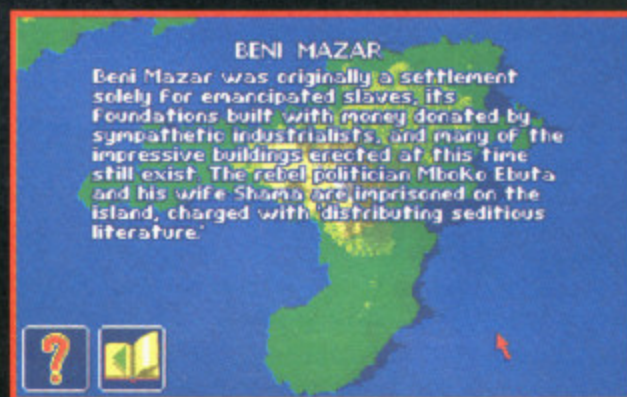 BENI MAZAR
Beni Mazar was originally a settlement
solely for emancipated slaves, its
foundations built with money donated by
sympathetic industrialists, and many of the
impressive buildings erected at this time
still exist. The rebel politician Mboko Ebuta
and his wife Shama are imprisoned on the
island, charged with 'distributing seditious
literature.'
?